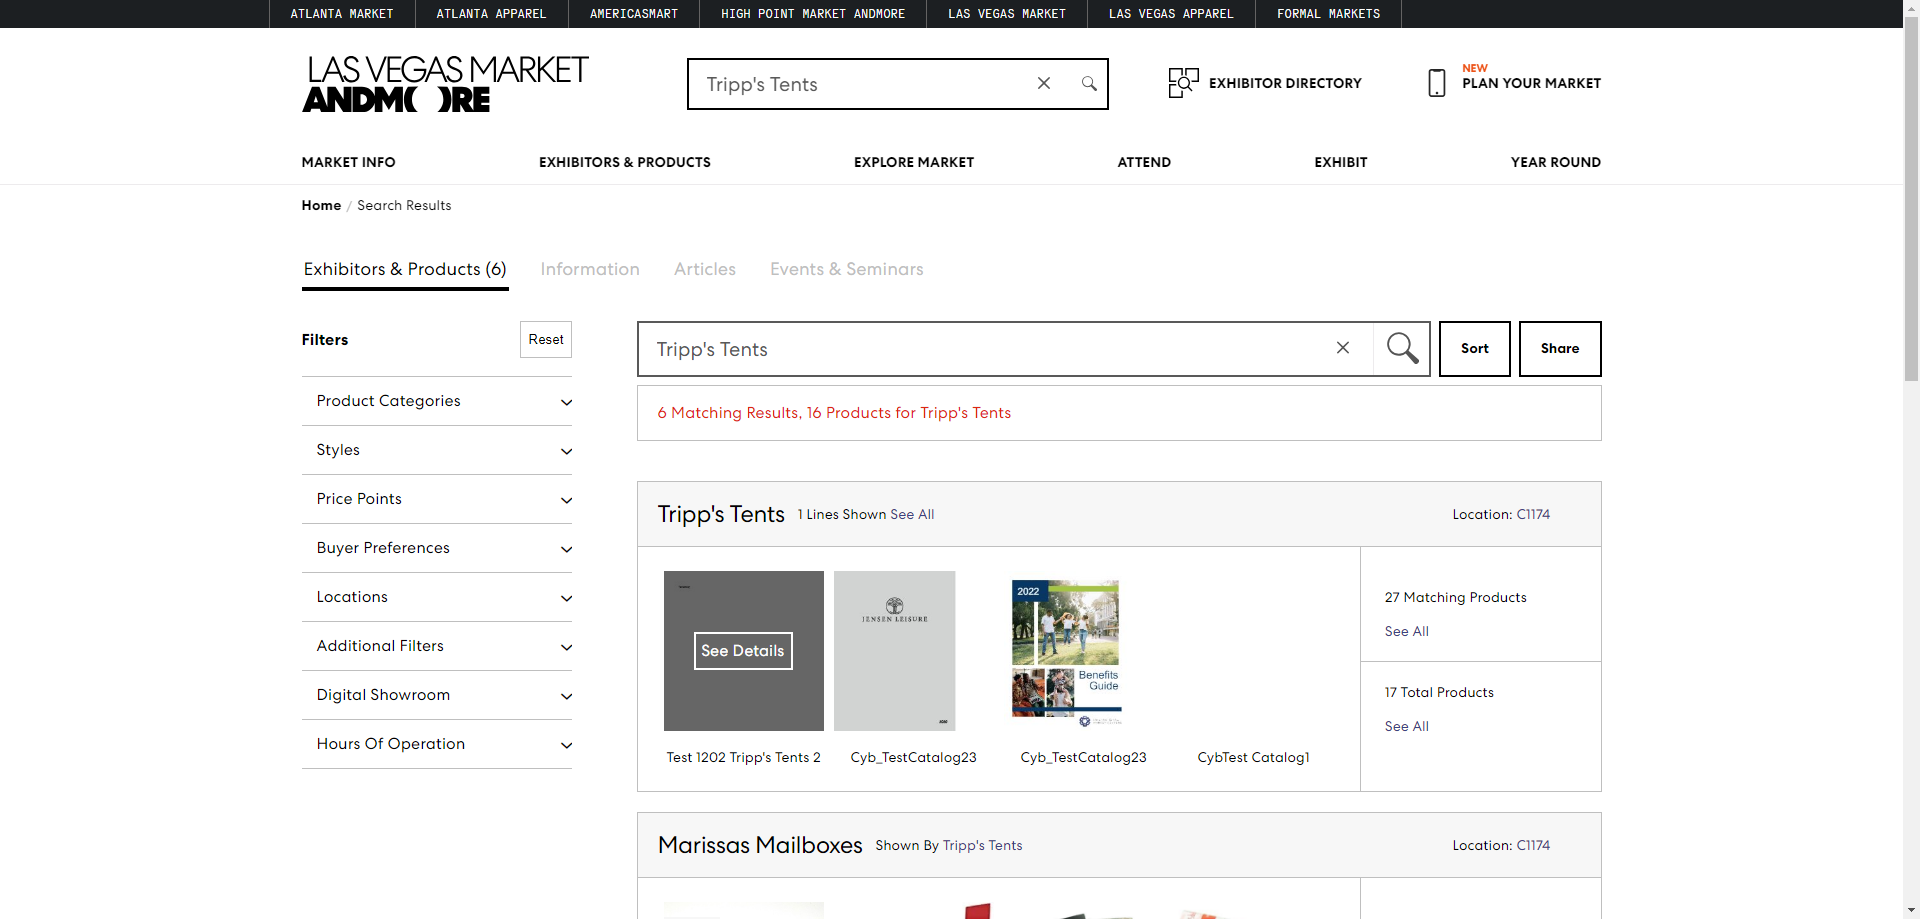 ATLANTA MARKET
ATLANTA APPAREL
AMERICASMART
HIGH POINT MARKET ANDMORE
LAS VEGAS MARKET
LAS VEGAS APPAREL
FORMAL MARKETS
LAS VEGAS MARKET
ANDMORE
Tripp's Tents
EXHIBITOR DIRECTORY
NEW
PLAN YOUR MARKET
MARKET INFO
EXHIBITORS & PRODUCTS
EXPLORE MARKET
ATTEND
EXHIBIT
YEAR ROUND
Home / Search Results
Exhibitors & Products (6)
Information
Articles
Events & Seminars
Filters
Reset
Product Categories
Styles
Price Points
Buyer Preferences
Locations
Additional Filters
Digital Showroom
Hours Of Operation
Tripp's Tents
Sort
Share
6 Matching Results, 16 Products for Tripp's Tents
Tripp's Tents
1 Lines Shown See All
Location: C1174
See Details
JENSEN LEISURE
2022
Benefits
Guide
Test 1202 Tripp's Tents 2
Cyb_TestCatalog23
Cyb_TestCatalog23
CybTest Catalog1
27 Matching Products
See All
17 Total Products
See All
Marissas Mailboxes
Shown By Tripp's Tents
Location: C1174